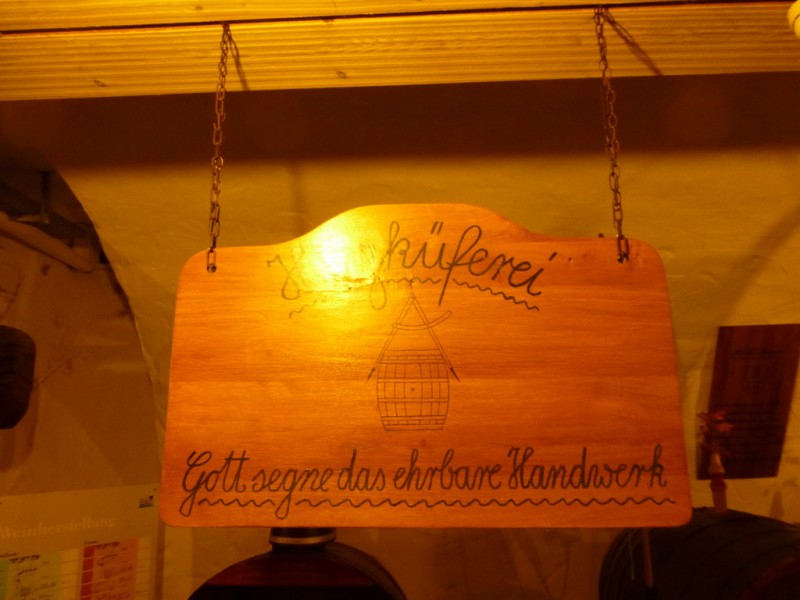 küferei
Gott segne das ehrbare Handwerk
Weinherstellung